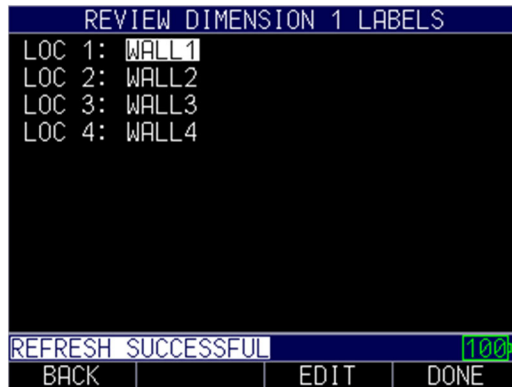 REVIEW DIMENSION 1 LABELS
LOC 1: WALL1
LOC 2: WALL2
LOC 3: WALL3
LOC 4: WALL4
REFRESH SUCCESSFUL 100
BACK EDIT DONE